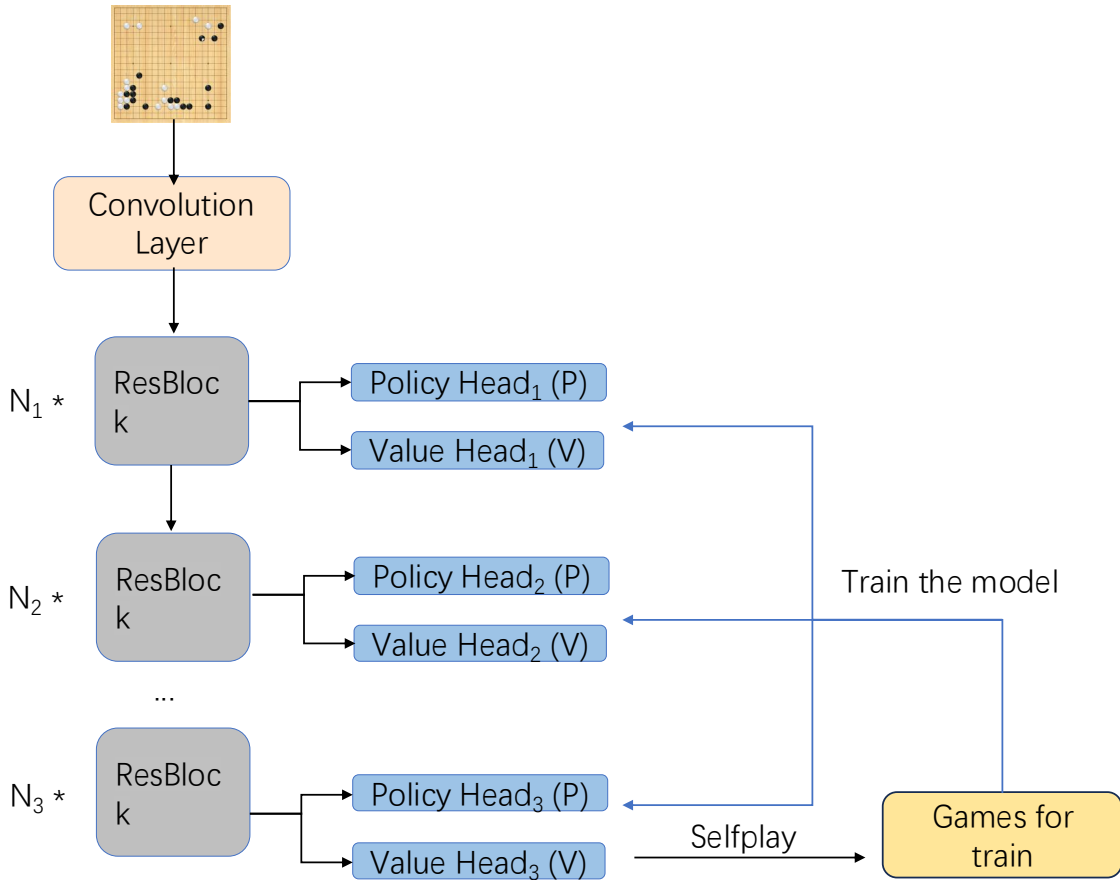 Convolution
Layer
N₁ *
ResBloc
k
Policy Head₁ (P)
Value Head₁ (V)
N₂ *
ResBloc
k
Policy Head₂ (P)
Value Head₂ (V)
Train the model
...
N₃ *
ResBloc
k
Policy Head₃ (P)
Value Head₃ (V)
Selfplay
Games for
train